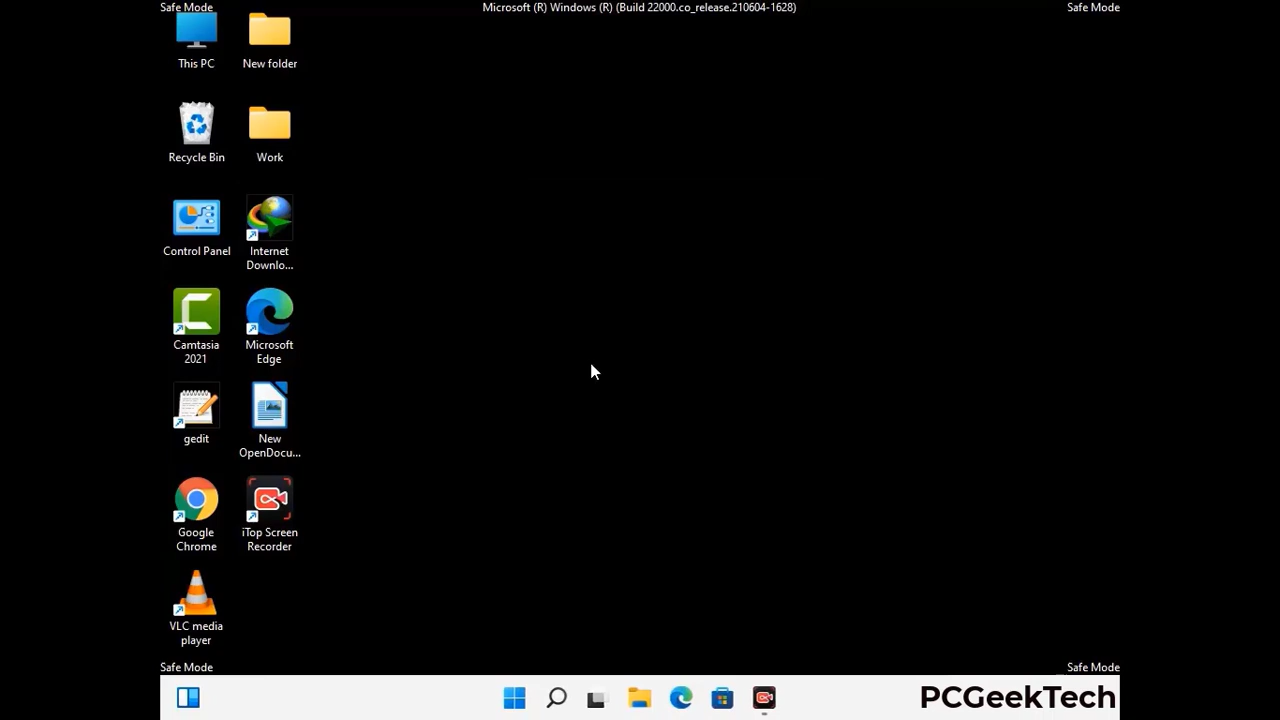 Safe Mode
Microsoft (R) Windows (R) (Build 22000.co_release.210604-1628)
Safe Mode
This PC
New folder
Recycle Bin
Work
Control Panel
Internet
Downlo...
Camtasia
2021
Microsoft
Edge
gedit
New
OpenDocu...
Google
Chrome
iTop Screen
Recorder
VLC media
player
Safe Mode
Safe Mode
PCGeekTech